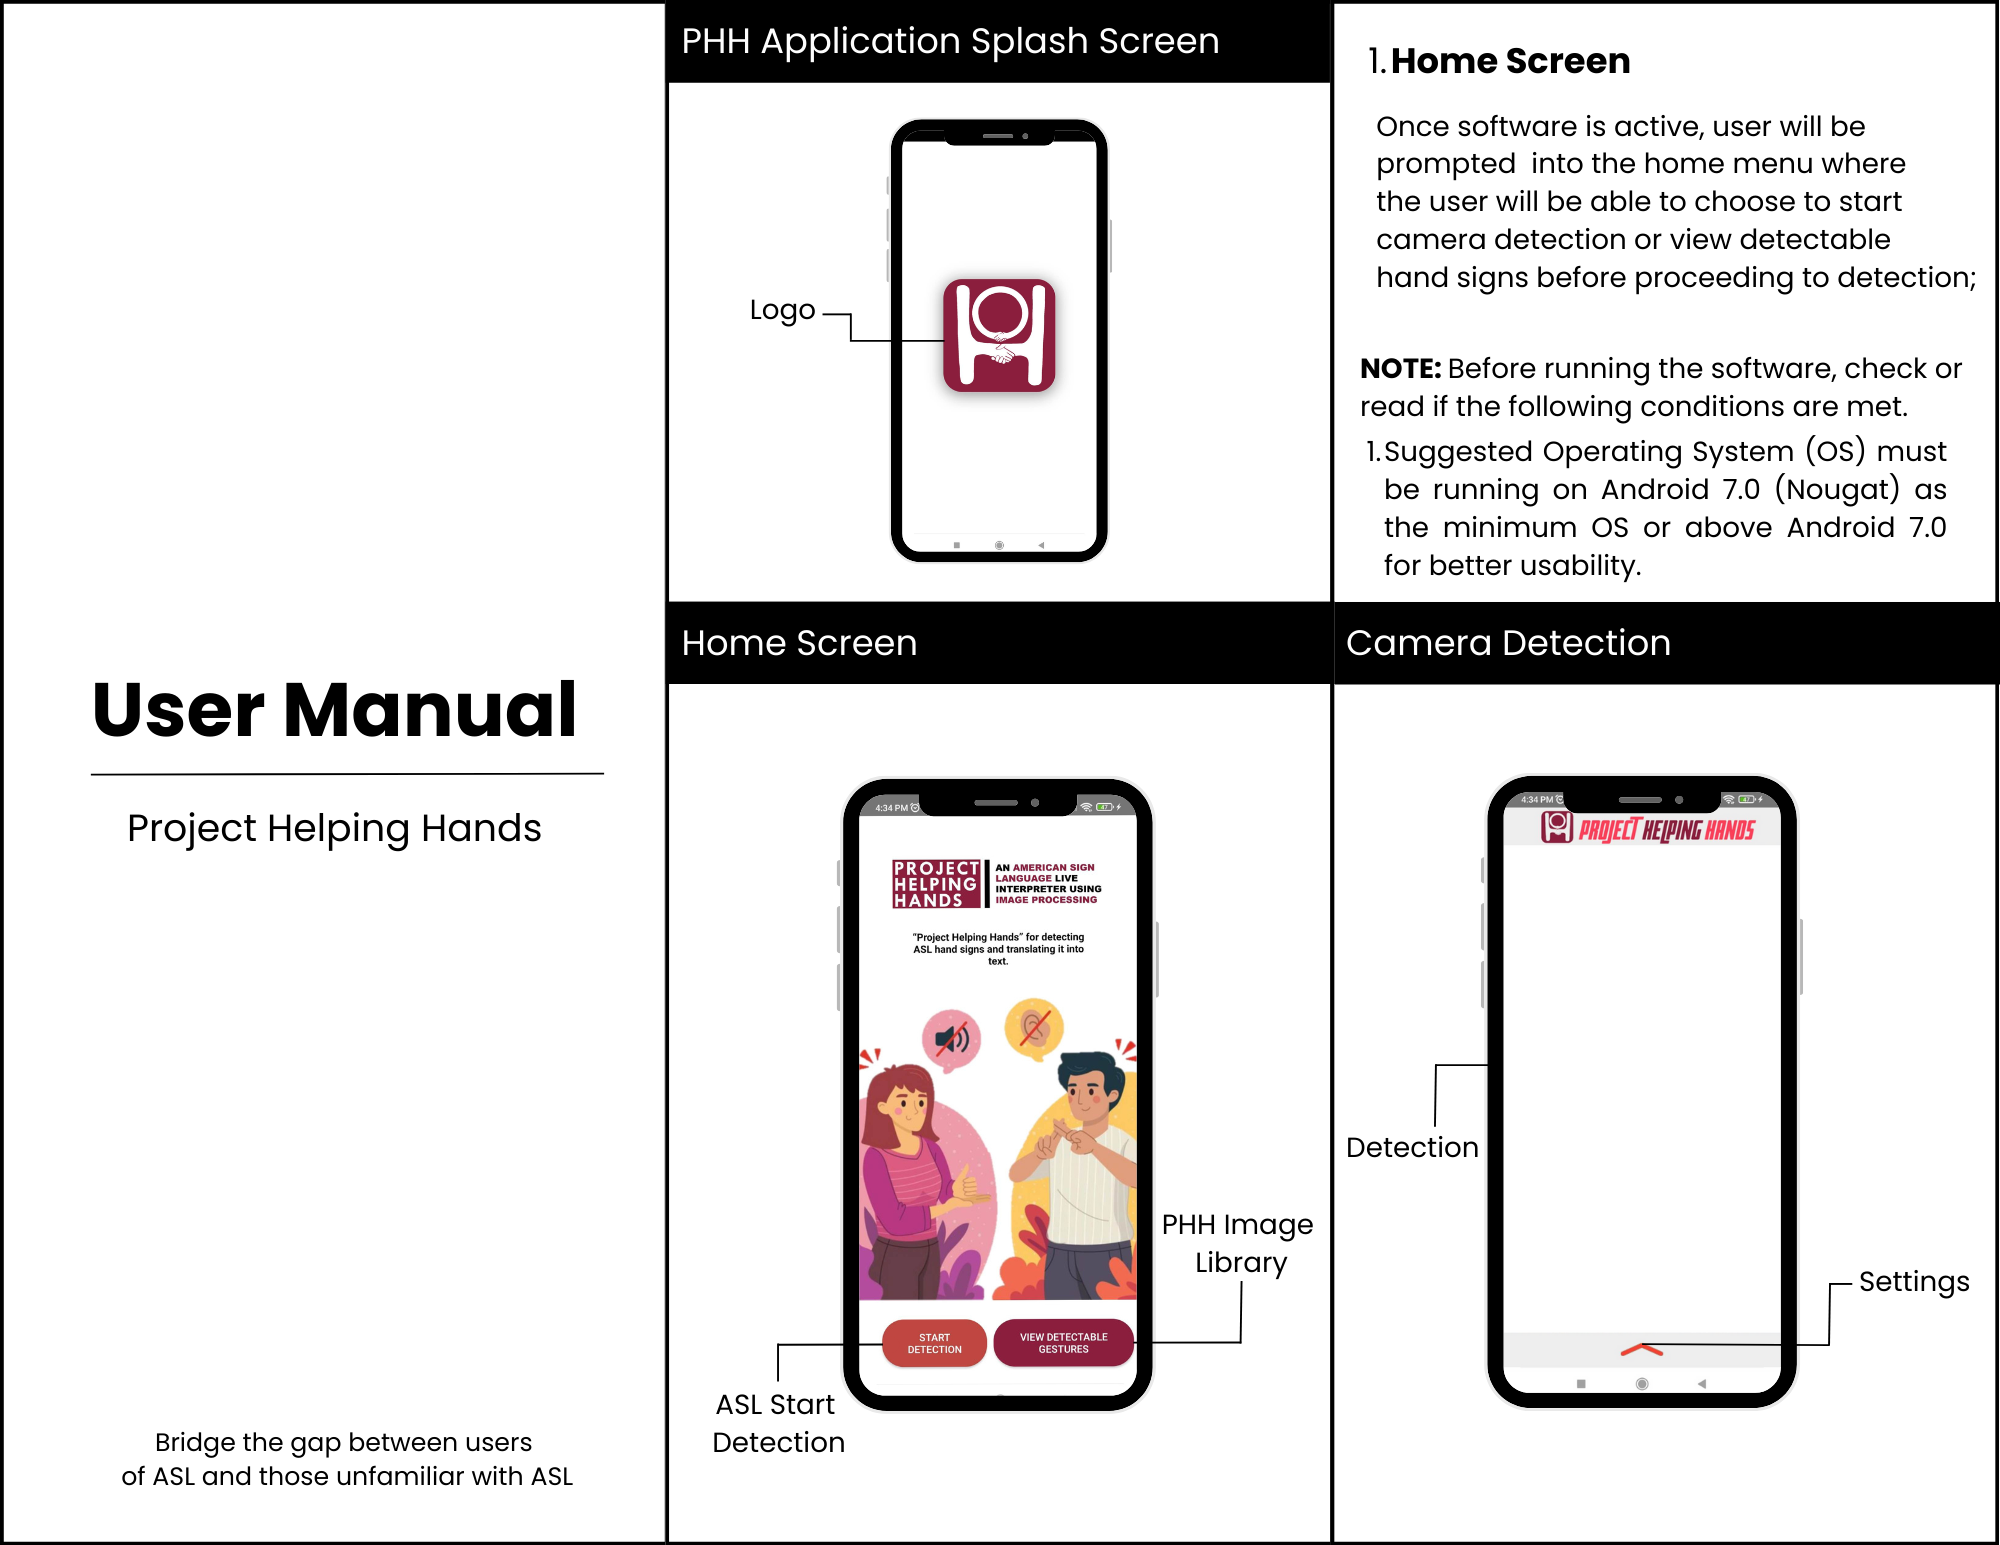 User Manual
Project Helping Hands
Bridge the gap between users
of ASL and those unfamiliar with ASL
PHH Application Splash Screen
Logo
1. Home Screen
Once software is active, user will be
prompted  into the home menu where
the user will be able to choose to start
camera detection or view detectable
hand signs before proceeding to detection;
NOTE: Before running the software, check or
read if the following conditions are met.
1. Suggested Operating System (OS) must
be running on Android 7.0 (Nougat) as
the minimum OS or above Android 7.0
for better usability.
Home Screen
4:34 PM
47
PROJECT
HELPING
HANDS
AN AMERICAN SIGN
LANGUAGE LIVE
INTERPRETER USING
IMAGE PROCESSING
"Project Helping Hands" for detecting
ASL hand signs and translating it into
text.
PHH Image
Library
START
DETECTION
VIEW DETECTABLE
GESTURES
ASL Start
Detection
Camera Detection
4:34 PM
47
PROJECT HELPING HANDS
Detection
Settings